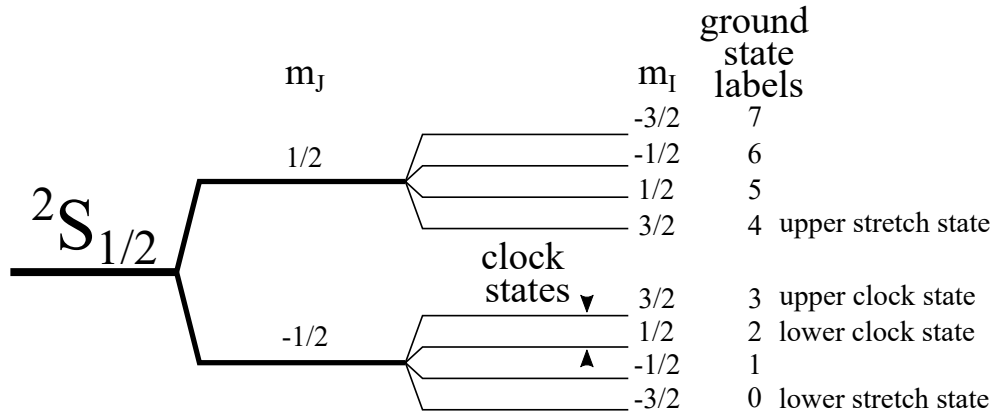 ground
state
labels
m_J
m_I
-3/2 7
1/2
-1/2 6
1/2 5
3/2 4 upper stretch state
²S_1/2
clock
states
3/2 3 upper clock state
-1/2
1/2 2 lower clock state
-1/2 1
-3/2 0 lower stretch state